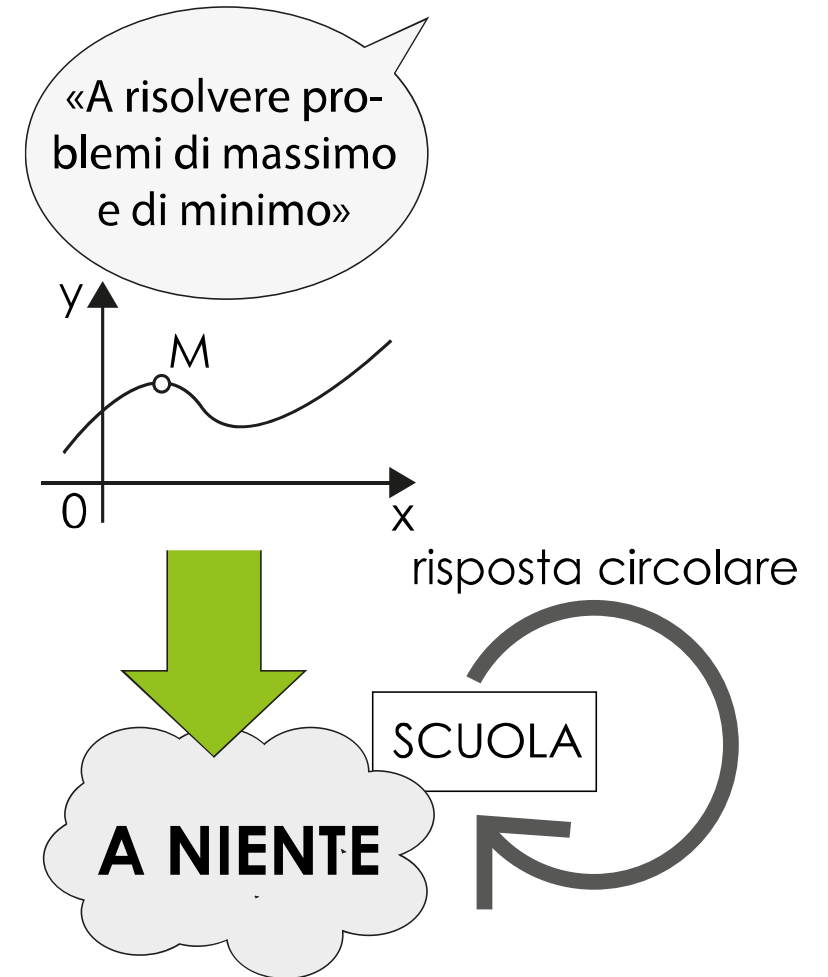 «A risolvere pro-
blemi di massimo
e di minimo»
y
M
0
x
risposta circolare
SCUOLA
A NIENTE